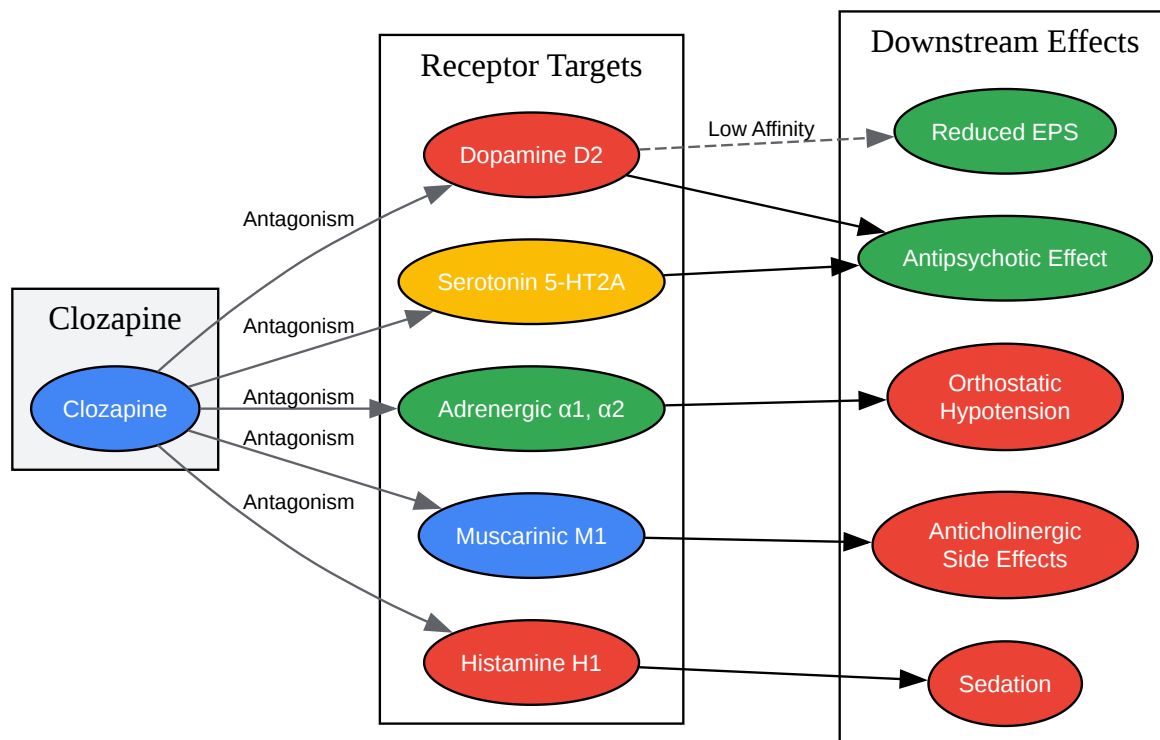 Clozapine
Clozapine
Antagonism
Antagonism
Antagonism
Antagonism
Antagonism
Receptor Targets
Dopamine D2
Serotonin 5-HT2A
Adrenergic α1, α2
Muscarinic M1
Histamine H1
Low Affinity
Downstream Effects
Reduced EPS
Antipsychotic Effect
Orthostatic
Hypotension
Anticholinergic
Side Effects
Sedation